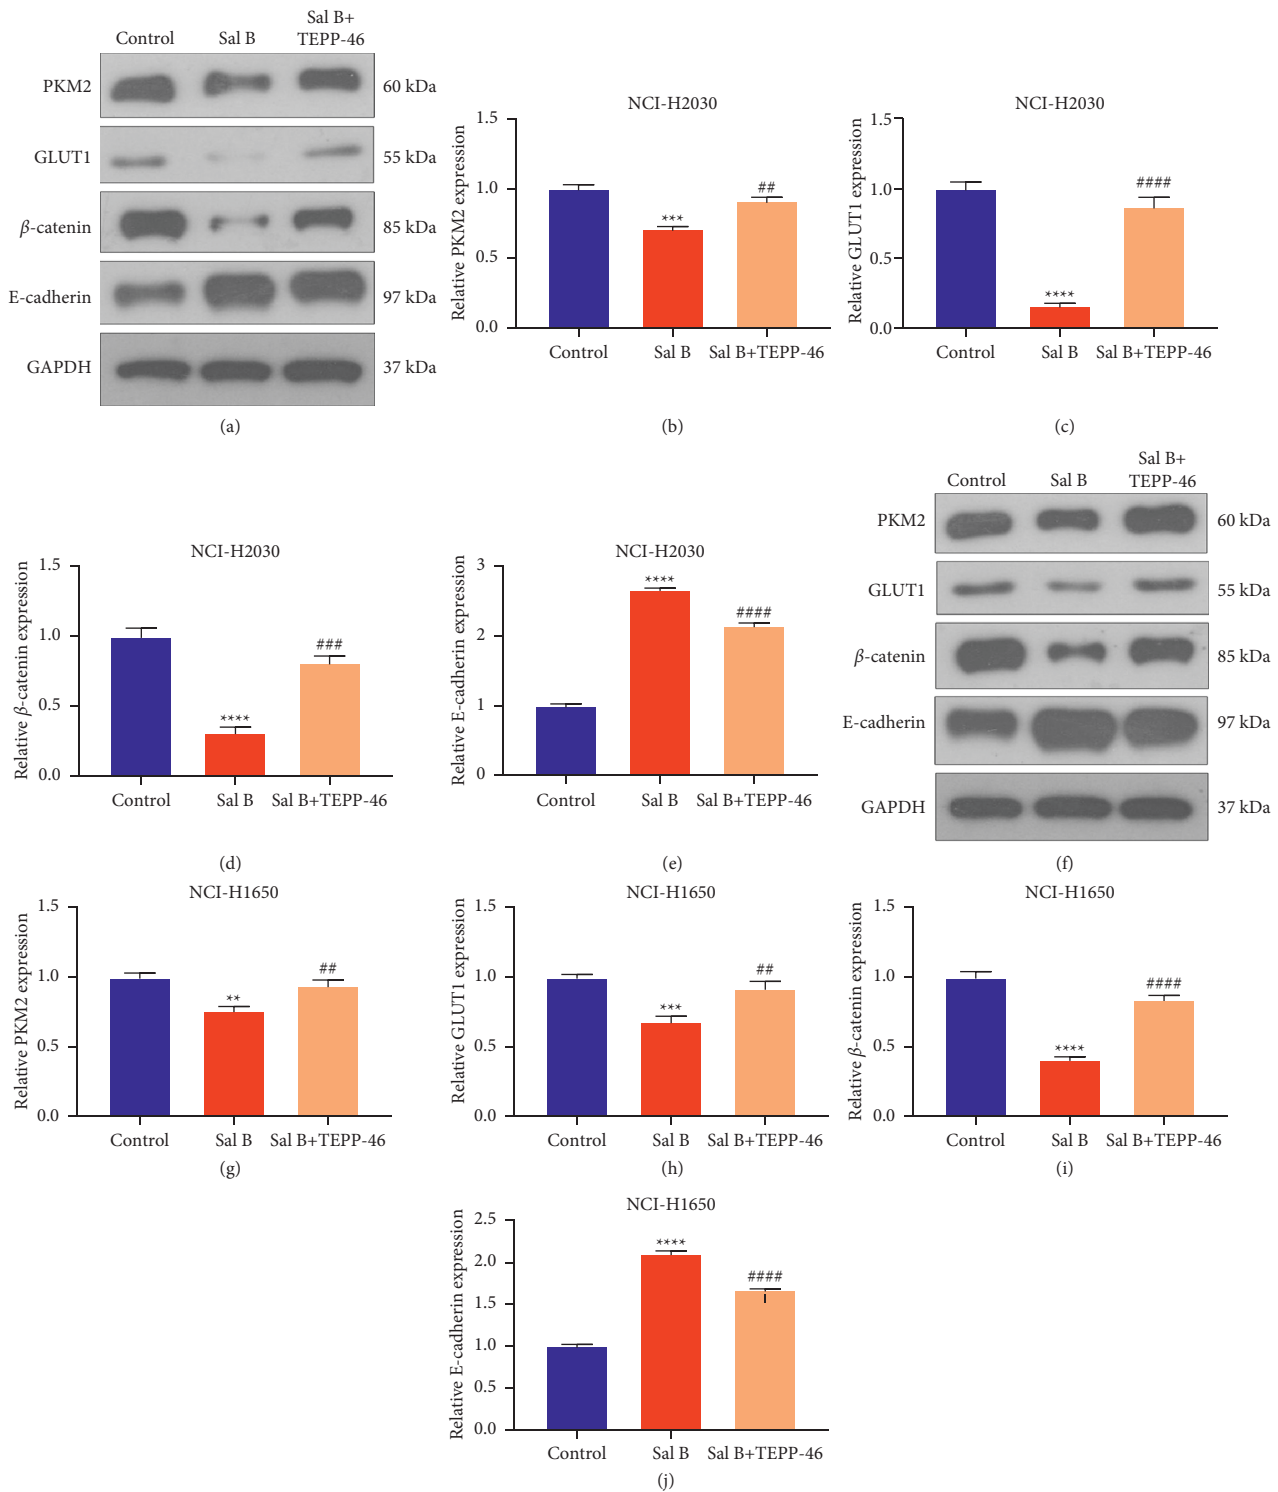 Control Sal B Sal B+
TEPP-46
PKM2 60 kDa
GLUT1 55 kDa
β-catenin 85 kDa
E-cadherin 97 kDa
GAPDH 37 kDa
(a)
NCI-H2030
Relative PKM2 expression
1.5
1.0
0.5
0.0
***
##
Control Sal B Sal B+TEPP-46
(b)
NCI-H2030
Relative GLUT1 expression
1.5
1.0
0.5
0.0
****
####
Control Sal B Sal B+TEPP-46
(c)
NCI-H2030
Relative β-catenin expression
1.5
1.0
0.5
0.0
****
###
Control Sal B Sal B+TEPP-46
(d)
NCI-H2030
Relative E-cadherin expression
3
2
1
0
****
####
Control Sal B Sal B+TEPP-46
(e)
Control Sal B Sal B+
TEPP-46
PKM2 60 kDa
GLUT1 55 kDa
β-catenin 85 kDa
E-cadherin 97 kDa
GAPDH 37 kDa
(f)
NCI-H1650
Relative PKM2 expression
1.5
1.0
0.5
0.0
**
##
Control Sal B Sal B+TEPP-46
(g)
NCI-H1650
Relative GLUT1 expression
1.5
1.0
0.5
0.0
***
##
Control Sal B Sal B+TEPP-46
(h)
NCI-H1650
Relative β-catenin expression
1.5
1.0
0.5
0.0
****
####
Control Sal B Sal B+TEPP-46
(i)
NCI-H1650
Relative E-cadherin expression
2.5
2.0
1.5
1.0
0.5
0.0
****
####
Control Sal B Sal B+TEPP-46
(j)